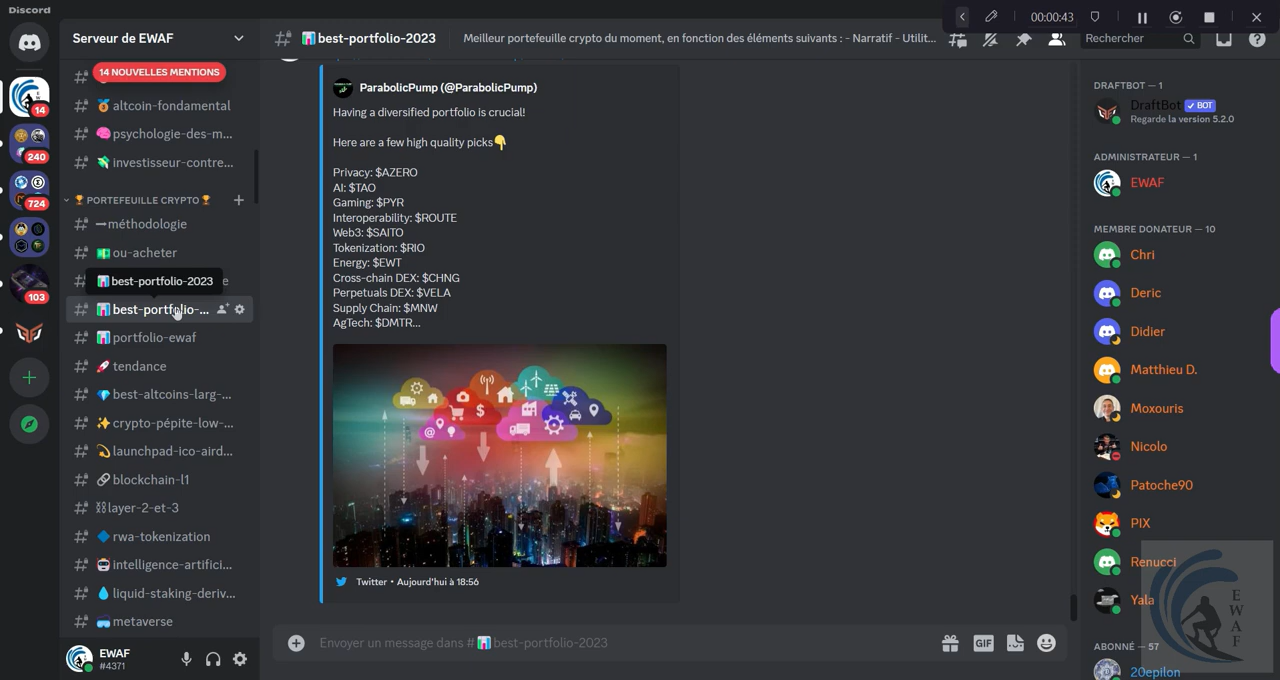 Discord
00:00:43
Serveur de EWAF
best-portfolio-2023
Meilleur portefeuille crypto du moment, en fonction des éléments suivants : - Narratif - Utilit...
Rechercher
14 NOUVELLES MENTIONS
14
240
724
103
altcoin-fondamental
psychologie-des-m...
investisseur-contre...
PORTEFEUILLE CRYPTO
méthodologie
ou-acheter
best-portfolio-2023
e
best-portfolio-...
portfolio-ewaf
tendance
best-altcoins-larg-...
crypto-pépite-low-...
launchpad-ico-aird...
blockchain-l1
layer-2-et-3
rwa-tokenization
intelligence-artifici...
liquid-staking-deriv...
metaverse
EWAF
#4371
ParabolicPump (@ParabolicPump)
Having a diversified portfolio is crucial!
Here are a few high quality picks👇
Privacy: $AZERO
AI: $TAO
Gaming: $PYR
Interoperability: $ROUTE
Web3: $SAITO
Tokenization: $RIO
Energy: $EWT
Cross-chain DEX: $CHNG
Perpetuals DEX: $VELA
Supply Chain: $MNW
AgTech: $DMTR...
Twitter • Aujourd'hui à 18:56
Envoyer un message dans # best-portfolio-2023
GIF
DRAFTBOT — 1
DraftBot ✓ BOT
Regarde la version 5.2.0
ADMINISTRATEUR — 1
EWAF
MEMBRE DONATEUR — 10
Chri
Deric
Didier
Matthieu D.
Moxouris
Nicolo
Patoche90
PIX
Renucci
Yala
ABONNÉ — 57
20epilon
EWAF